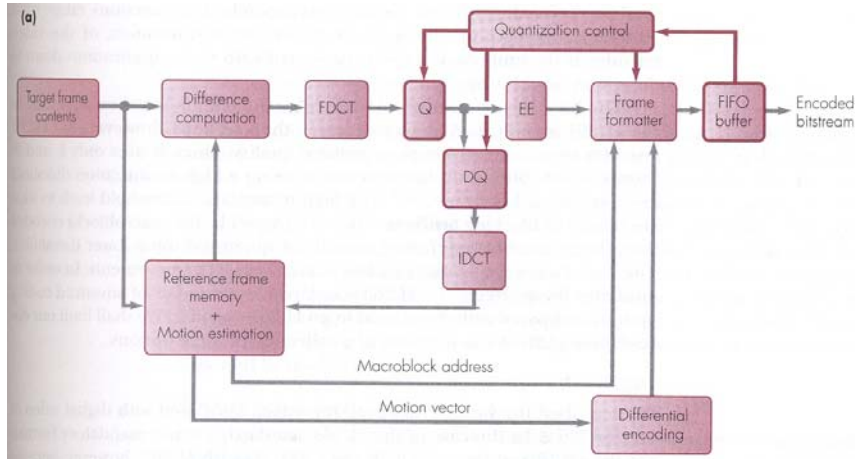 (a)
Quantization control
Target frame
contents
Difference
computation
FDCT
Q
EE
Frame
formatter
FIFO
buffer
Encoded
bitstream
DQ
IDCT
Reference frame
memory
+
Motion estimation
Macroblock address
Motion vector
Differential
encoding